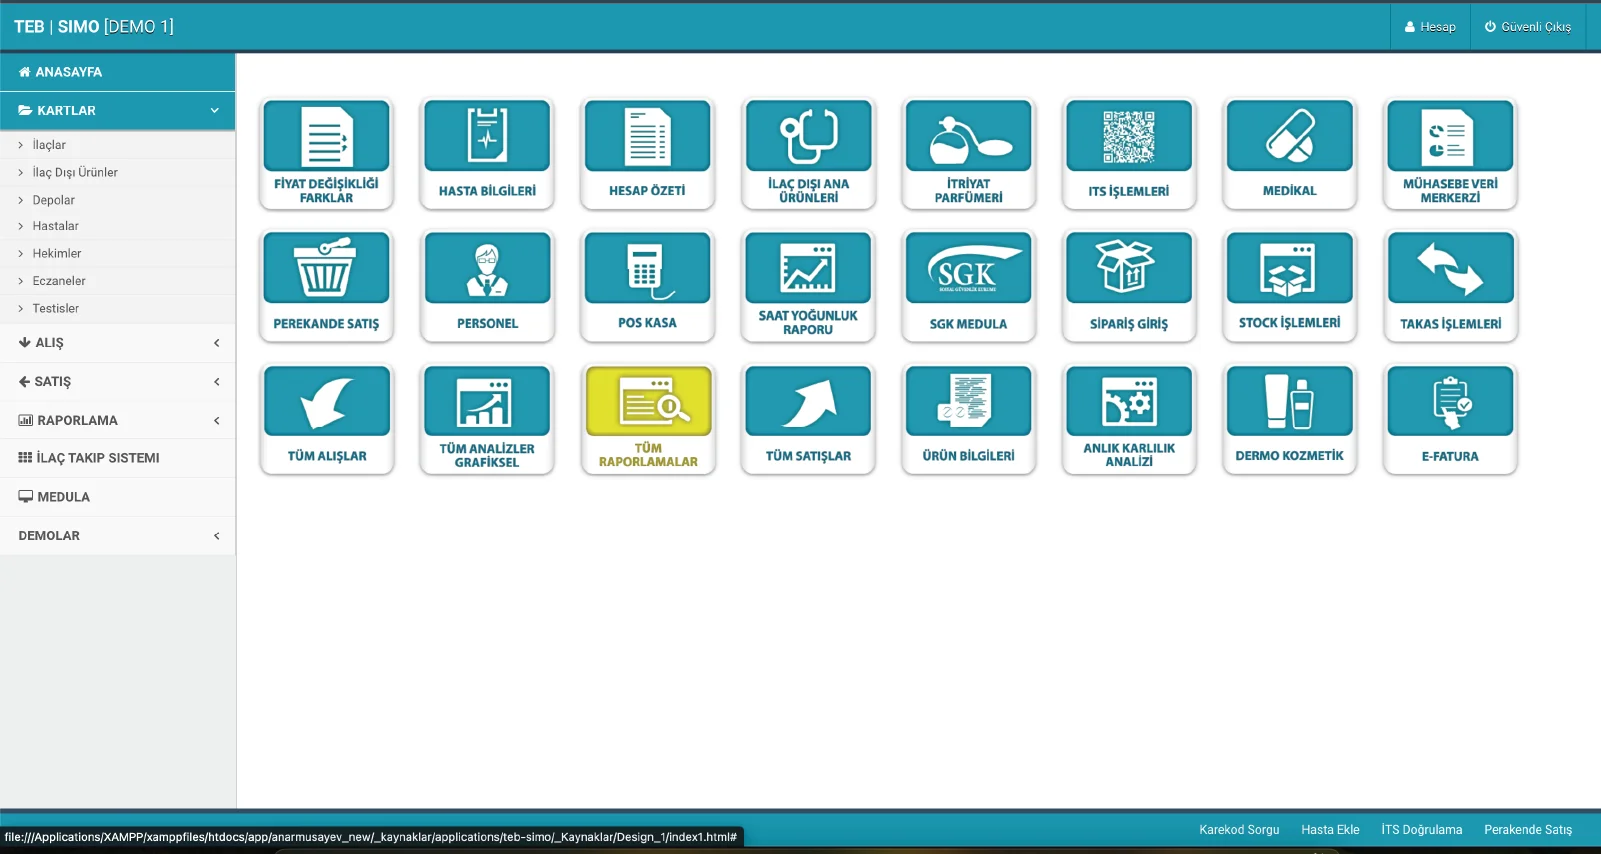 TEB | SIMO [DEMO 1]
Hesap
Güvenli Çıkış
ANASAYFA
KARTLAR
İlaçlar
İlaç Dışı Ürünler
Depolar
Hastalar
Hekimler
Eczaneler
Testisler
ALIŞ
SATIŞ
RAPORLAMA
İLAÇ TAKIP SISTEMI
MEDULA
DEMOLAR
FİYAT DEĞİŞİKLİĞİ
FARKLAR
HASTA BİLGİLERİ
HESAP ÖZETİ
İLAÇ DIŞI ANA
ÜRÜNLERİ
İTRİYAT
PARFÜMERİ
ITS İŞLEMLERİ
MEDİKAL
MÜHASEBE VERİ
MERKERZİ
PEREKANDE SATIŞ
PERSONEL
POS KASA
SAAT YOĞUNLUK
RAPORU
SGK
SOSYAL GÜVENLİK KURUMU
SGK MEDULA
SİPARİŞ GİRİŞ
STOCK İŞLEMLERİ
TAKAS İŞLEMLERİ
TÜM ALIŞLAR
TÜM ANALİZLER
GRAFİKSEL
TÜM
RAPORLAMALAR
TÜM SATIŞLAR
ÜRÜN BİLGİLERİ
ANLIK KARLILIK
ANALİZİ
DERMO KOZMETİK
E-FATURA
file:///Applications/XAMPP/xamppfiles/htdocs/app/anarmusayev_new/_kaynaklar/applications/teb-simo/_Kaynaklar/Design_1/index1.html#
Karekod Sorgu
Hasta Ekle
İTS Doğrulama
Perakende Satış